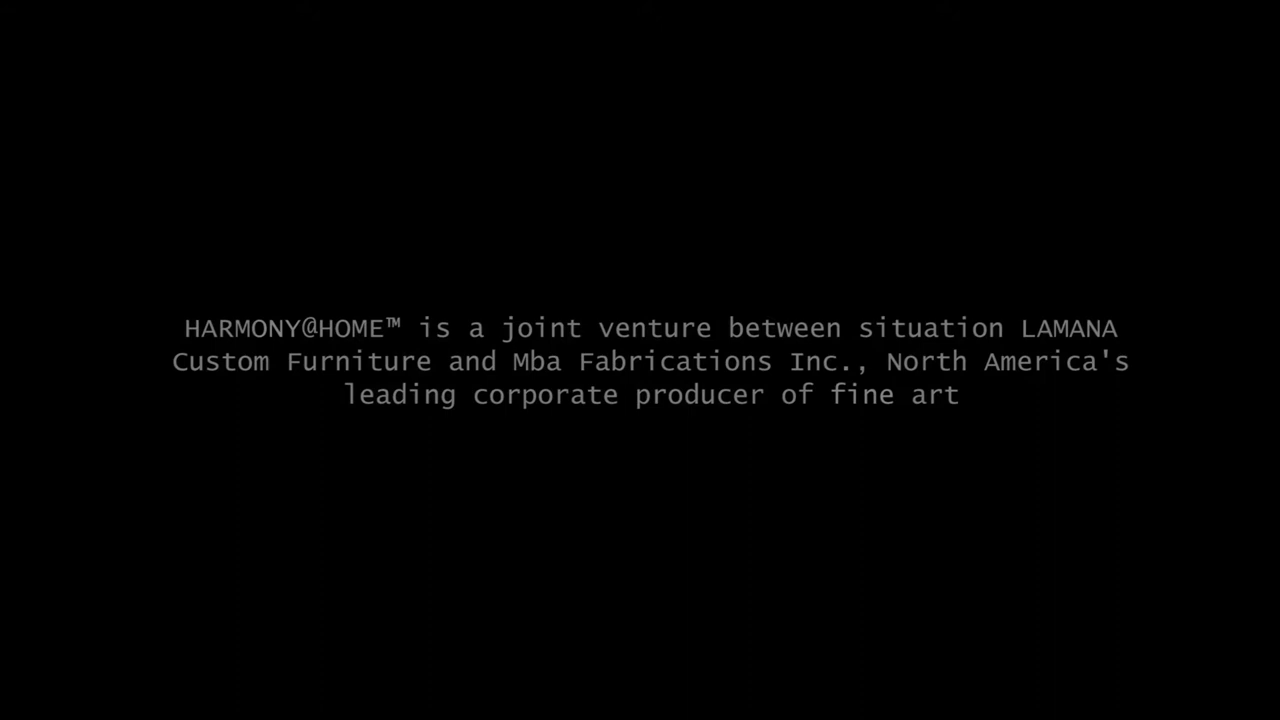 HARMONY@HOME™ is a joint venture between situation LAMANA
Custom Furniture and Mba Fabrications Inc., North America's
leading corporate producer of fine art